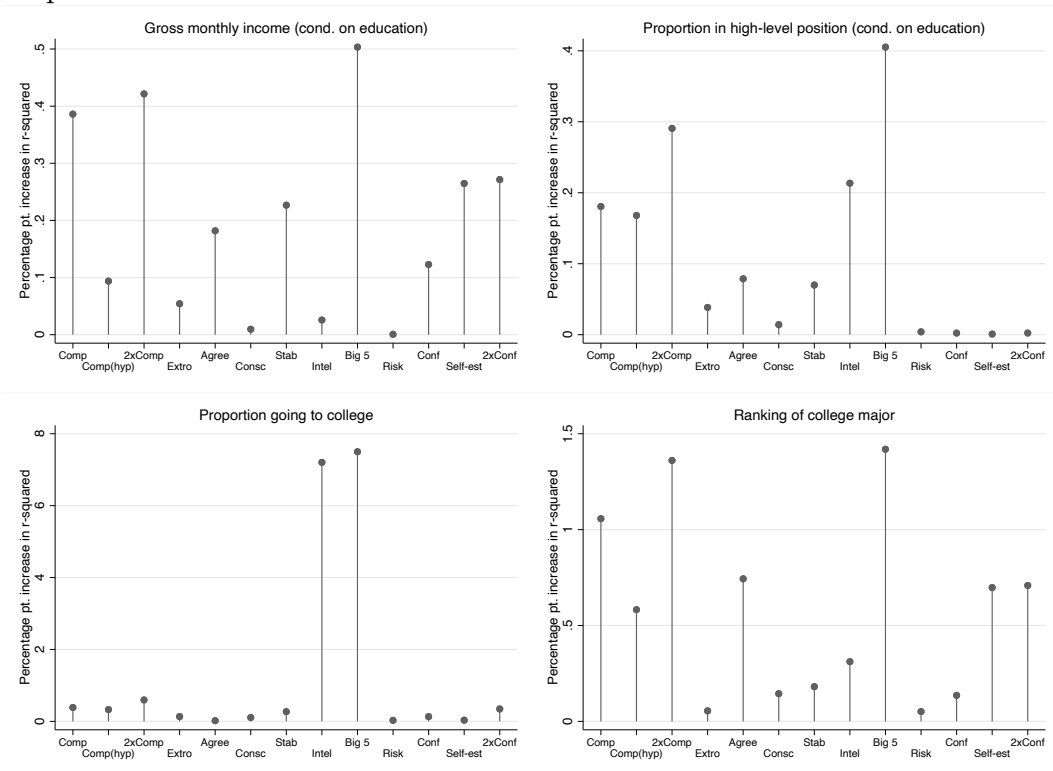 Gross monthly income (cond. on education)
Percentage pt. increase in r-squared
.5
.4
.3
.2
.1
0
Comp 2xComp Agree Stab Big 5 Conf 2xConf
Comp(hyp) Extro Consc Intel Risk Self-est
Proportion in high-level position (cond. on education)
Percentage pt. increase in r-squared
.4
.3
.2
.1
0
Comp 2xComp Agree Stab Big 5 Conf 2xConf
Comp(hyp) Extro Consc Intel Risk Self-est
Proportion going to college
Percentage pt. increase in r-squared
8
6
4
2
0
Comp 2xComp Agree Stab Big 5 Conf 2xConf
Comp(hyp) Extro Consc Intel Risk Self-est
Ranking of college major
Percentage pt. increase in r-squared
1.5
1
.5
0
Comp 2xComp Agree Stab Big 5 Conf 2xConf
Comp(hyp) Extro Consc Intel Risk Self-est